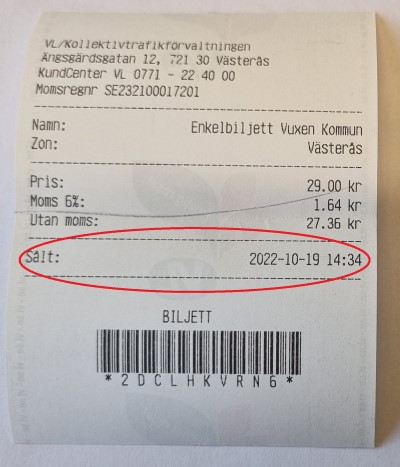 VL/Kollektivtrafikförvaltningen
Ängsgärdsgatan 12, 721 30 Västerås
KundCenter VL 0771 - 22 40 00
Momsregnr SE232100017201
Namn: Enkelbiljett Vuxen Kommun
Zon: Västerås
Pris: 29.00 kr
Moms 6%: 1.64 kr
Utan moms: 27.36 kr
Sålt: 2022-10-19 14:34
BILJETT
*2DCLHKVRN6*